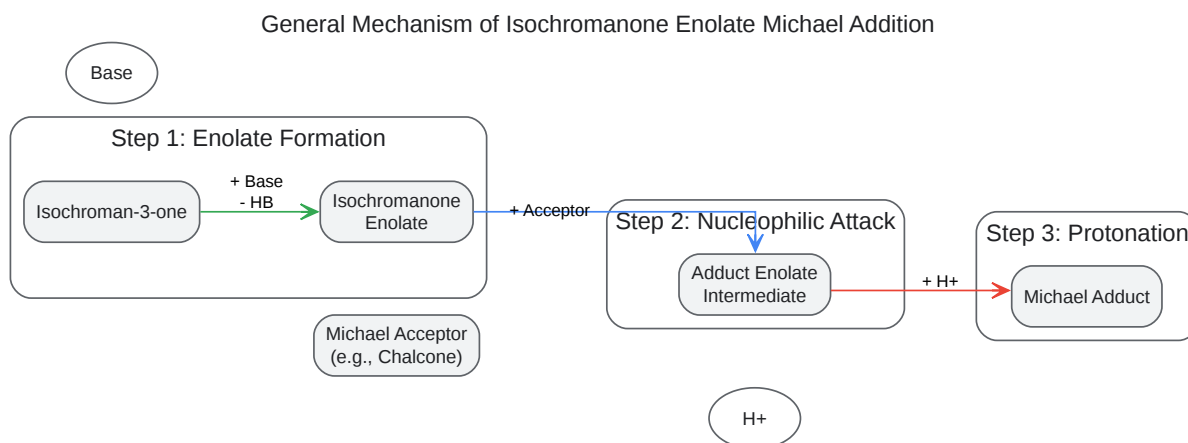 General Mechanism of Isochromanone Enolate Michael Addition
Base
Step 1: Enolate Formation
Isochroman-3-one
+ Base
- HB
Isochromanone
Enolate
+ Acceptor
Step 2: Nucleophilic Attack
Adduct Enolate
Intermediate
+ H+
Step 3: Protonation
Michael Adduct
Michael Acceptor
(e.g., Chalcone)
H+